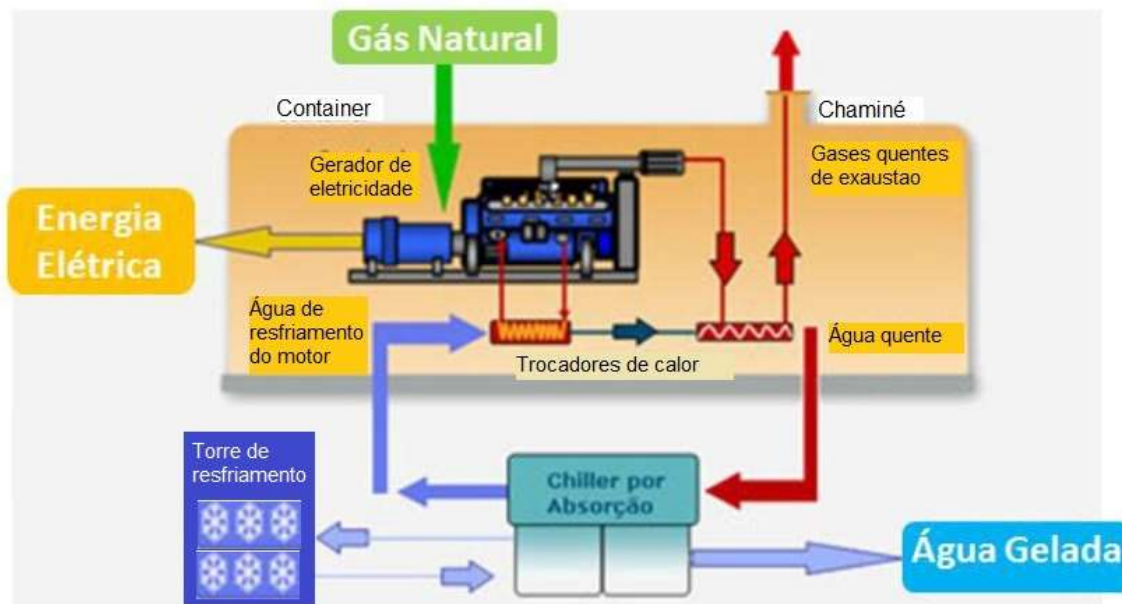 Gás Natural
Container
Chaminé
Gerador de
eletricidade
Gases quentes
de exaustao
Energia
Elétrica
Água de
resfriamento
do motor
Trocadores de calor
Água quente
Torre de
resfriamento
Chiller por
Absorção
Água Gelada